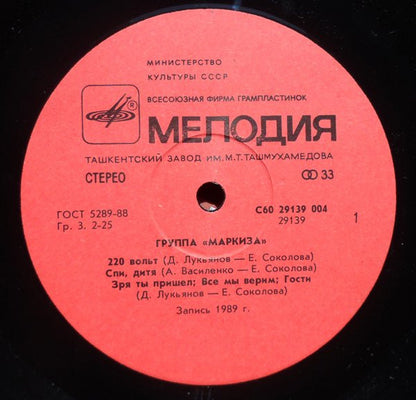 МИНИСТЕРСТВО
КУЛЬТУРЫ СССР
ВСЕСОЮЗНАЯ ФИРМА ГРАМПЛАСТИНОК
МЕЛОДИЯ
ТАШКЕНТСКИЙ ЗАВОД ИМ. М.Т. ТАШМУХАМЕДОВА
СТЕРЕО 33
ГОСТ 5289-88 С60 29139 004
Гр. 3. 2-25 29139 1
ГРУППА «МАРКИЗА»
220 вольт (Д. Лукьянов — Е. Соколова)
Спи, дитя (А. Василенко — Е. Соколова)
Зря ты пришел; Все мы верим; Гости
(Д. Лукьянов — Е. Соколова)
Запись 1989 г.